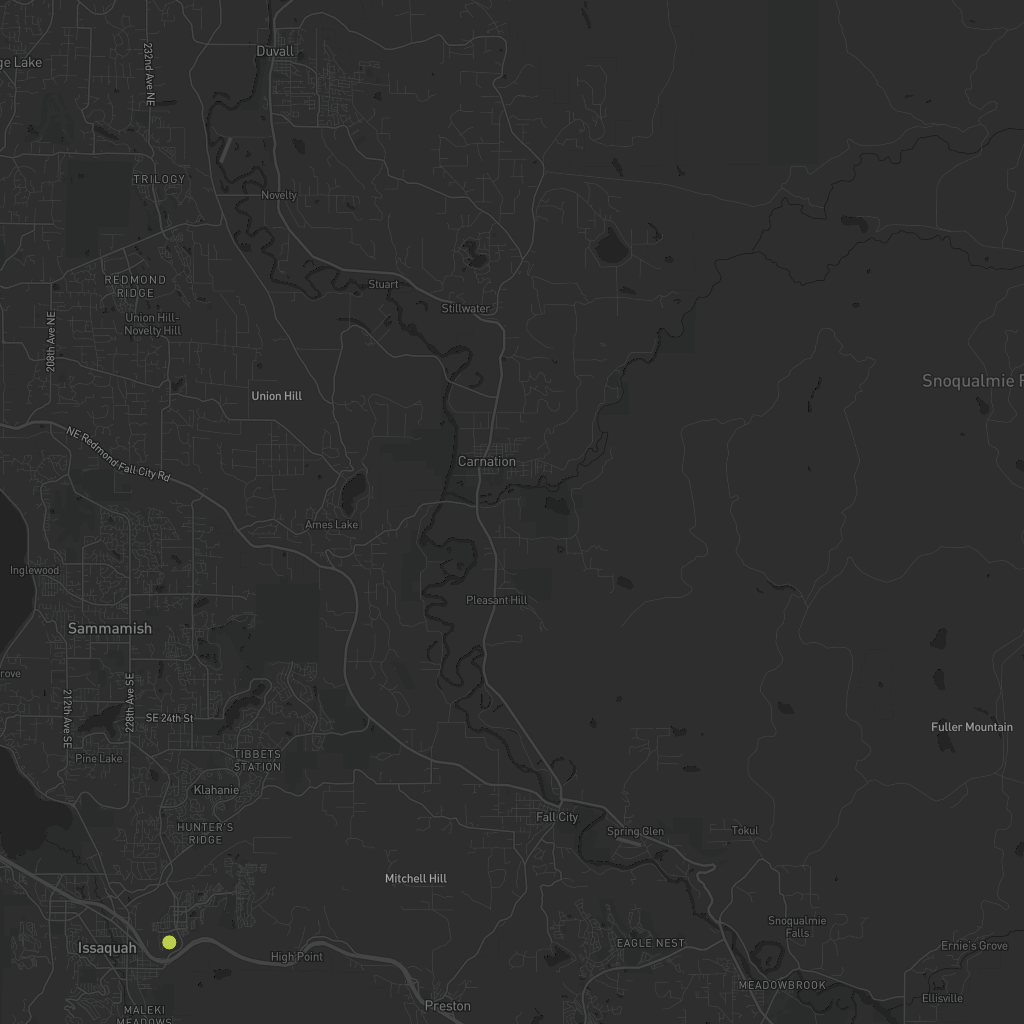 Duvall
ge Lake
232nd Ave NE
TRILOGY
Novelty
REDMOND
RIDGE
Stuart
Stillwater
Union Hill-
Novelty Hill
208th Ave NE
Snoqualmie
Union Hill
NE Redmond Fall City Rd
Carnation
Ames Lake
Inglewood
Pleasant Hill
Sammamish
rove
212th Ave SE
228th Ave SE
SE 24th St
Fuller Mountain
Pine Lake
TIBBETS
STATION
Klahanie
Fall City
HUNTER'S
RIDGE
Spring Glen
Tokul
Mitchell Hill
Snoqualmie
Falls
Issaquah
High Point
EAGLE NEST
Ernie's Grove
MEADOWBROOK
Ellisville
Preston
MALEKI
MEADOWS